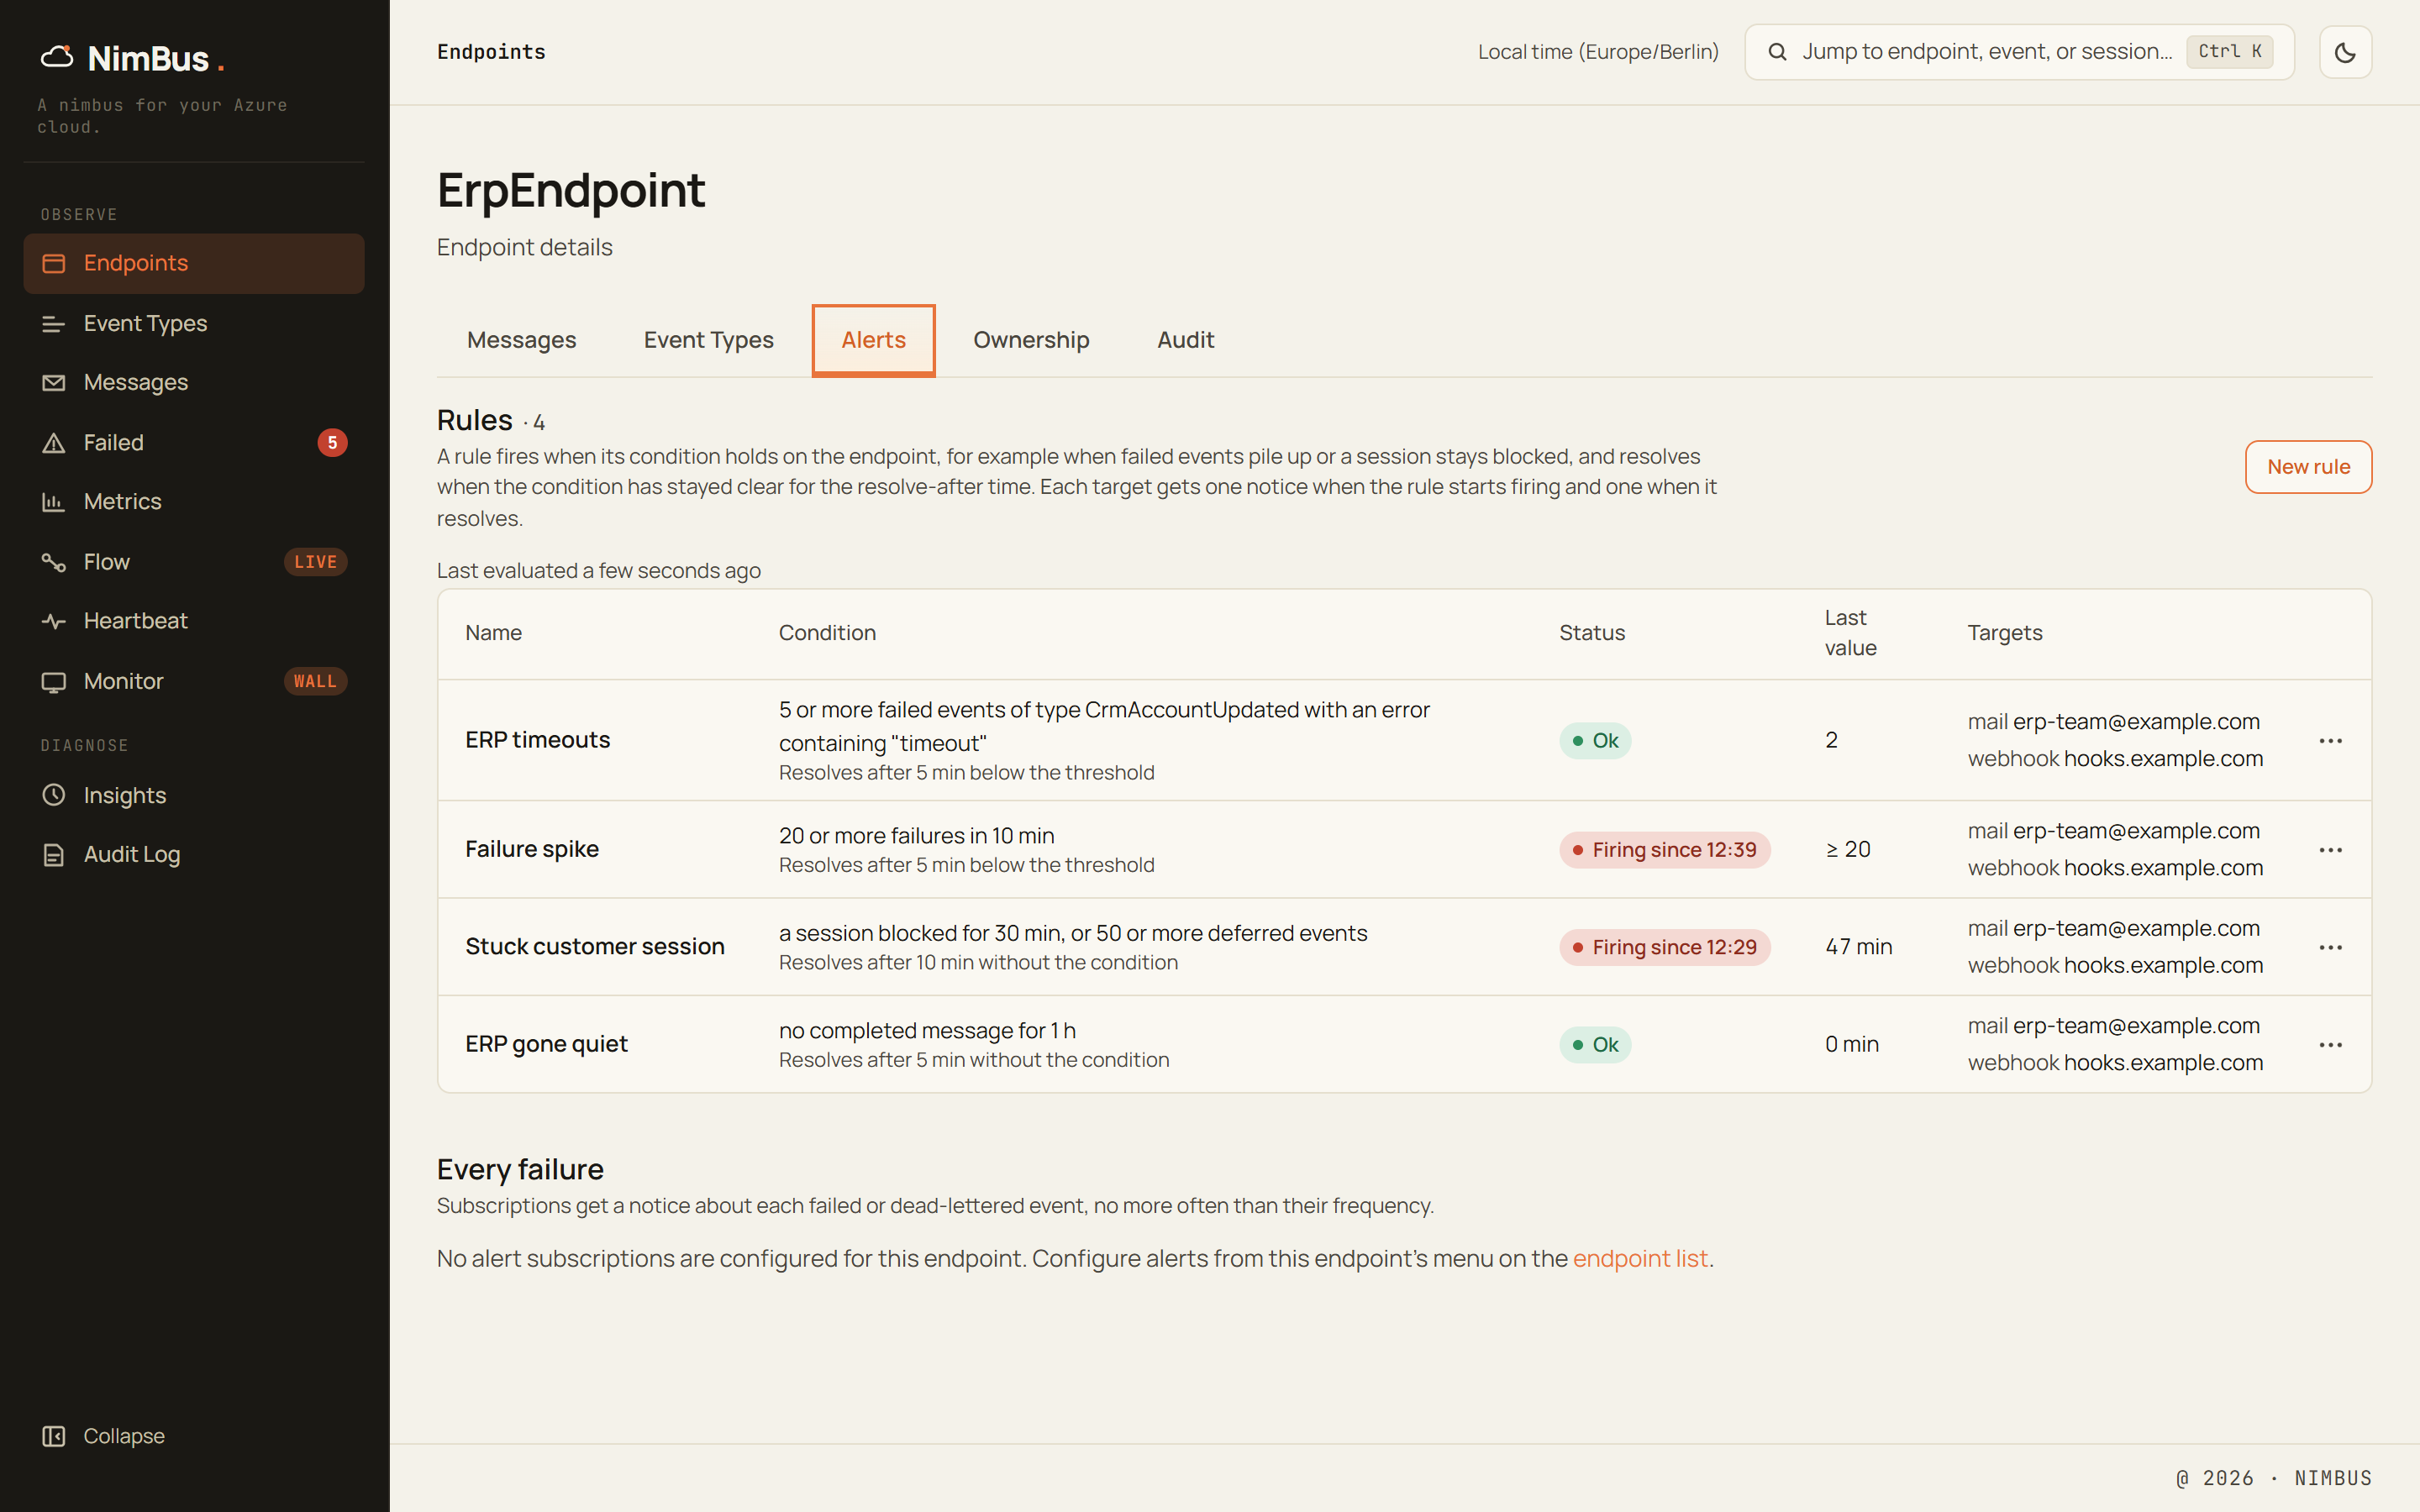 NimBus.
A nimbus for your Azure
cloud.
OBSERVE
Endpoints
Event Types
Messages
Failed 5
Metrics
Flow LIVE
Heartbeat
Monitor WALL
DIAGNOSE
Insights
Audit Log
Collapse
Endpoints
Local time (Europe/Berlin)
Jump to endpoint, event, or session... Ctrl K
ErpEndpoint
Endpoint details
Messages Event Types Alerts Ownership Audit
Rules · 4
A rule fires when its condition holds on the endpoint, for example when failed events pile up or a session stays blocked, and resolves
when the condition has stayed clear for the resolve-after time. Each target gets one notice when the rule starts firing and one when it
resolves.
New rule
Last evaluated a few seconds ago
Name Condition Status Last value Targets
ERP timeouts
5 or more failed events of type CrmAccountUpdated with an error
containing "timeout"
Resolves after 5 min below the threshold
Ok
2
mail erp-team@example.com
webhook hooks.example.com
Failure spike
20 or more failures in 10 min
Resolves after 5 min below the threshold
Firing since 12:39
≥ 20
mail erp-team@example.com
webhook hooks.example.com
Stuck customer session
a session blocked for 30 min, or 50 or more deferred events
Resolves after 10 min without the condition
Firing since 12:29
47 min
mail erp-team@example.com
webhook hooks.example.com
ERP gone quiet
no completed message for 1 h
Resolves after 5 min without the condition
Ok
0 min
mail erp-team@example.com
webhook hooks.example.com
Every failure
Subscriptions get a notice about each failed or dead-lettered event, no more often than their frequency.
No alert subscriptions are configured for this endpoint. Configure alerts from this endpoint's menu on the endpoint list.
@ 2026 · NIMBUS